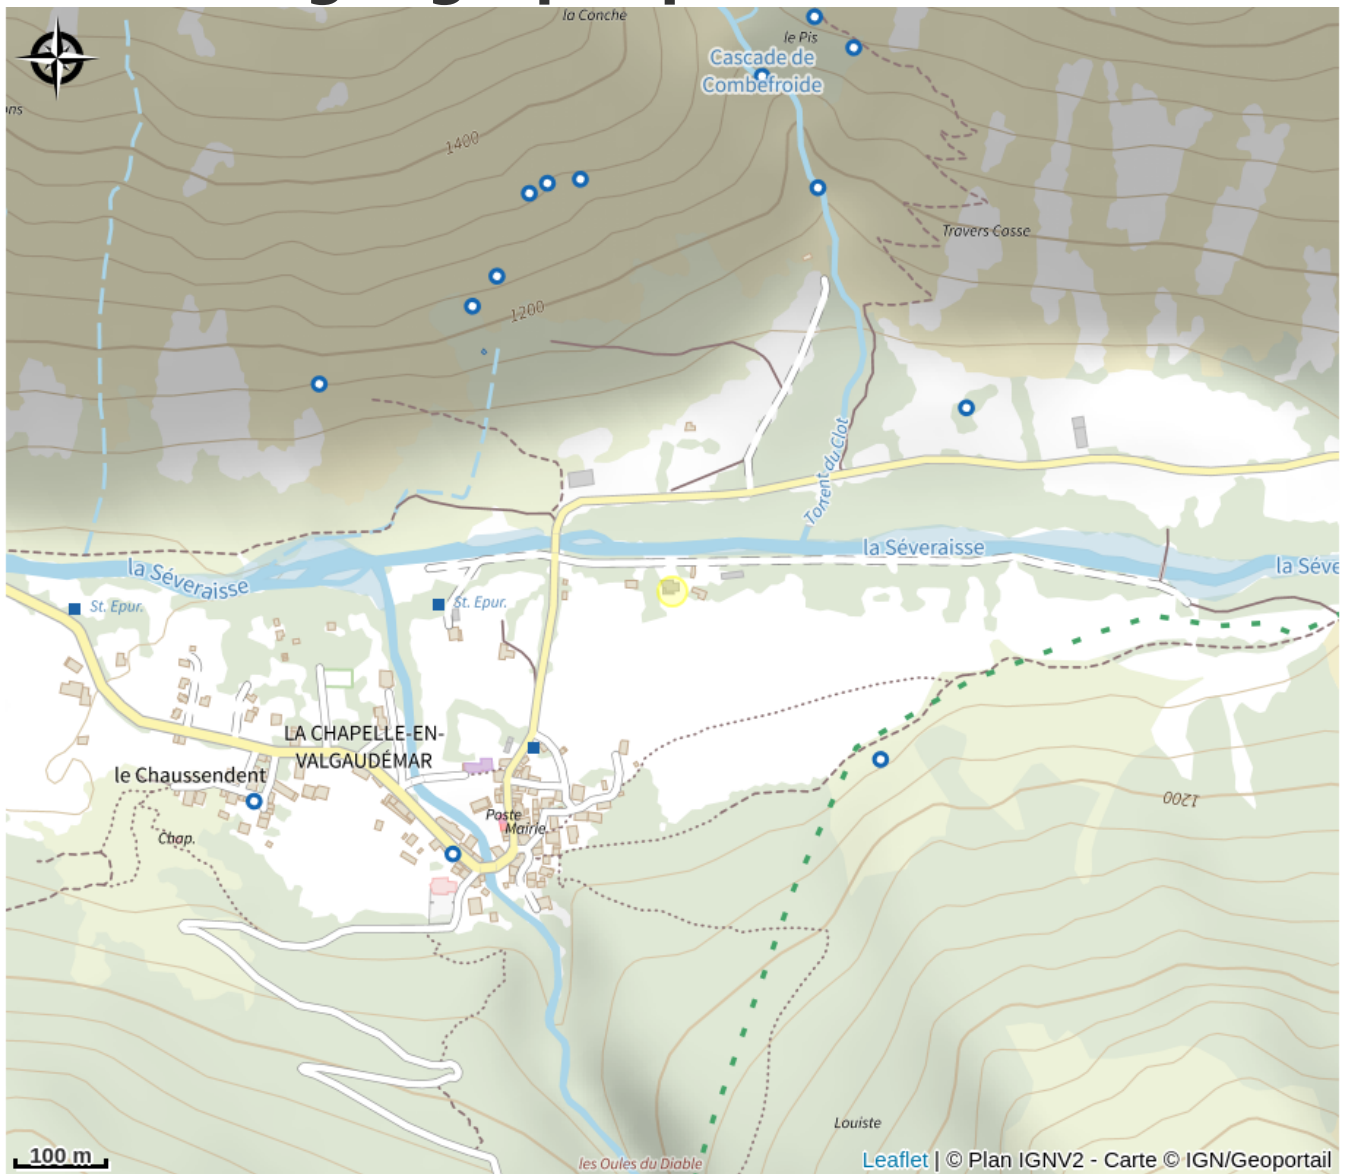 la Conche
le Pis
Cascade de
Combefroide
ons
1400
Travers Casse
1200
Torrent du Clot
la Séveraisse
la Séveraisse
la Séve
St. Epur.
St. Epur.
LA CHAPELLE-EN-
VALGAUDÉMAR
le Chaussendent
1200
Poste
Mairie
Chap.
Louiste
100 m
les Oules du Diable
Leaflet | © Plan IGNV2 - Carte © IGN/Geoportail